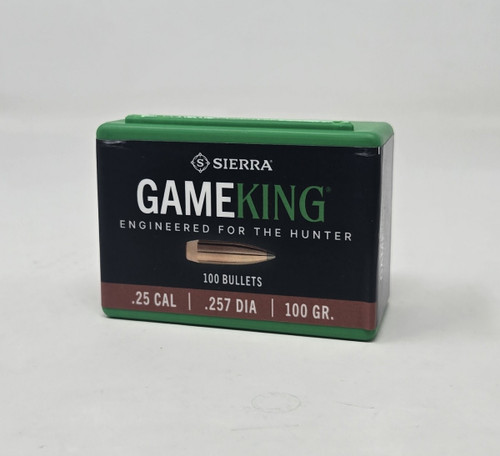 SIERRA®
GAMEKING®
ENGINEERED FOR THE HUNTER
100 BULLETS
.25 CAL | .257 DIA | 100 GR.